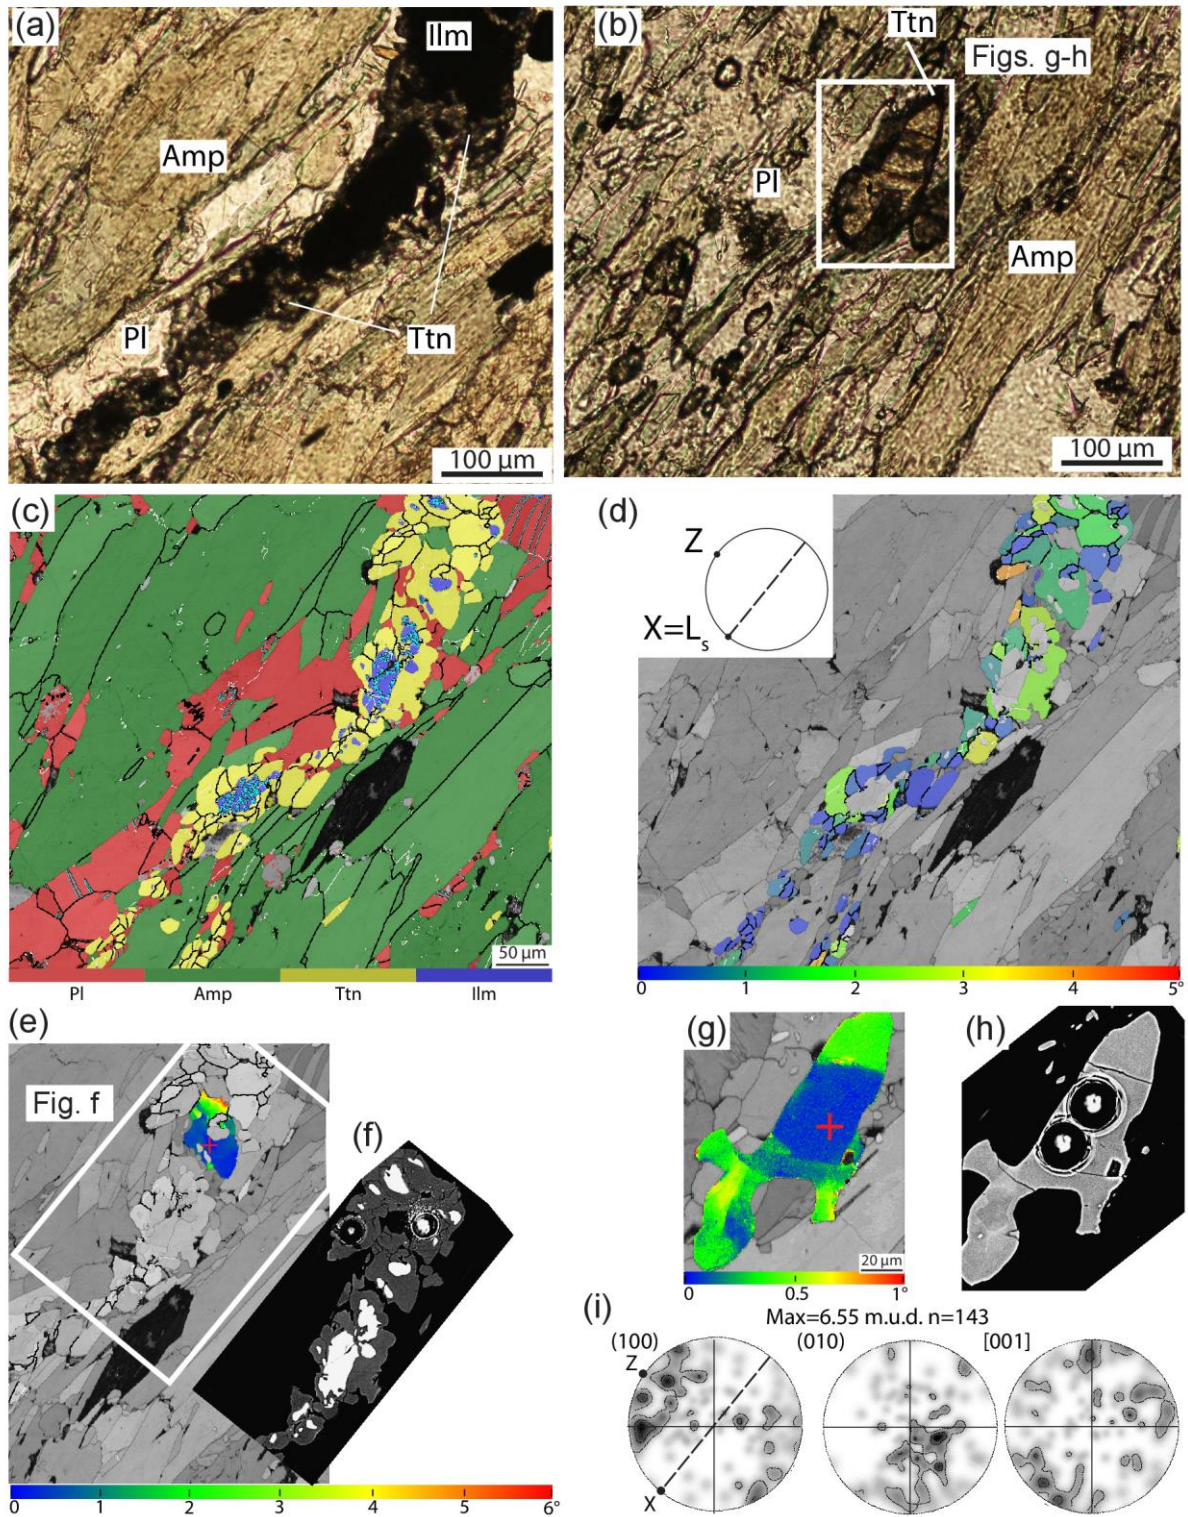 (a)
Ilm
Amp
Pl
Ttn
100 µm
(b)
Ttn
Figs. g-h
Pl
Amp
100 µm
(c)
50 µm
Pl Amp Ttn Ilm
(d)
Z
X=Ls
0 1 2 3 4 5°
(e)
Fig. f
(f)
0 1 2 3 4 5 6°
(g)
20 µm
0 0.5 1°
(h)
(i)
Max=6.55 m.u.d. n=143
(100) (010) [001]
Z
X